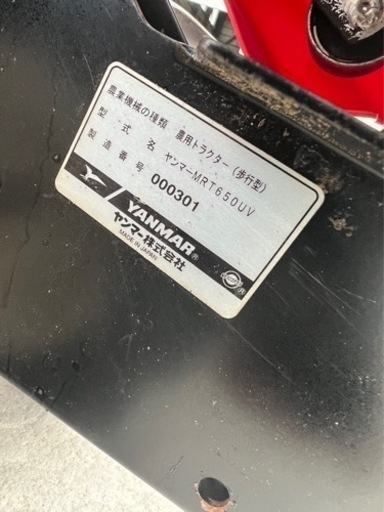 農業機械の種類 農用トラクター(歩行型)
型式名 ヤンマーMRT650UV
製造番号 000301
YANMAR®
ヤンマー株式会社
MADE IN JAPAN